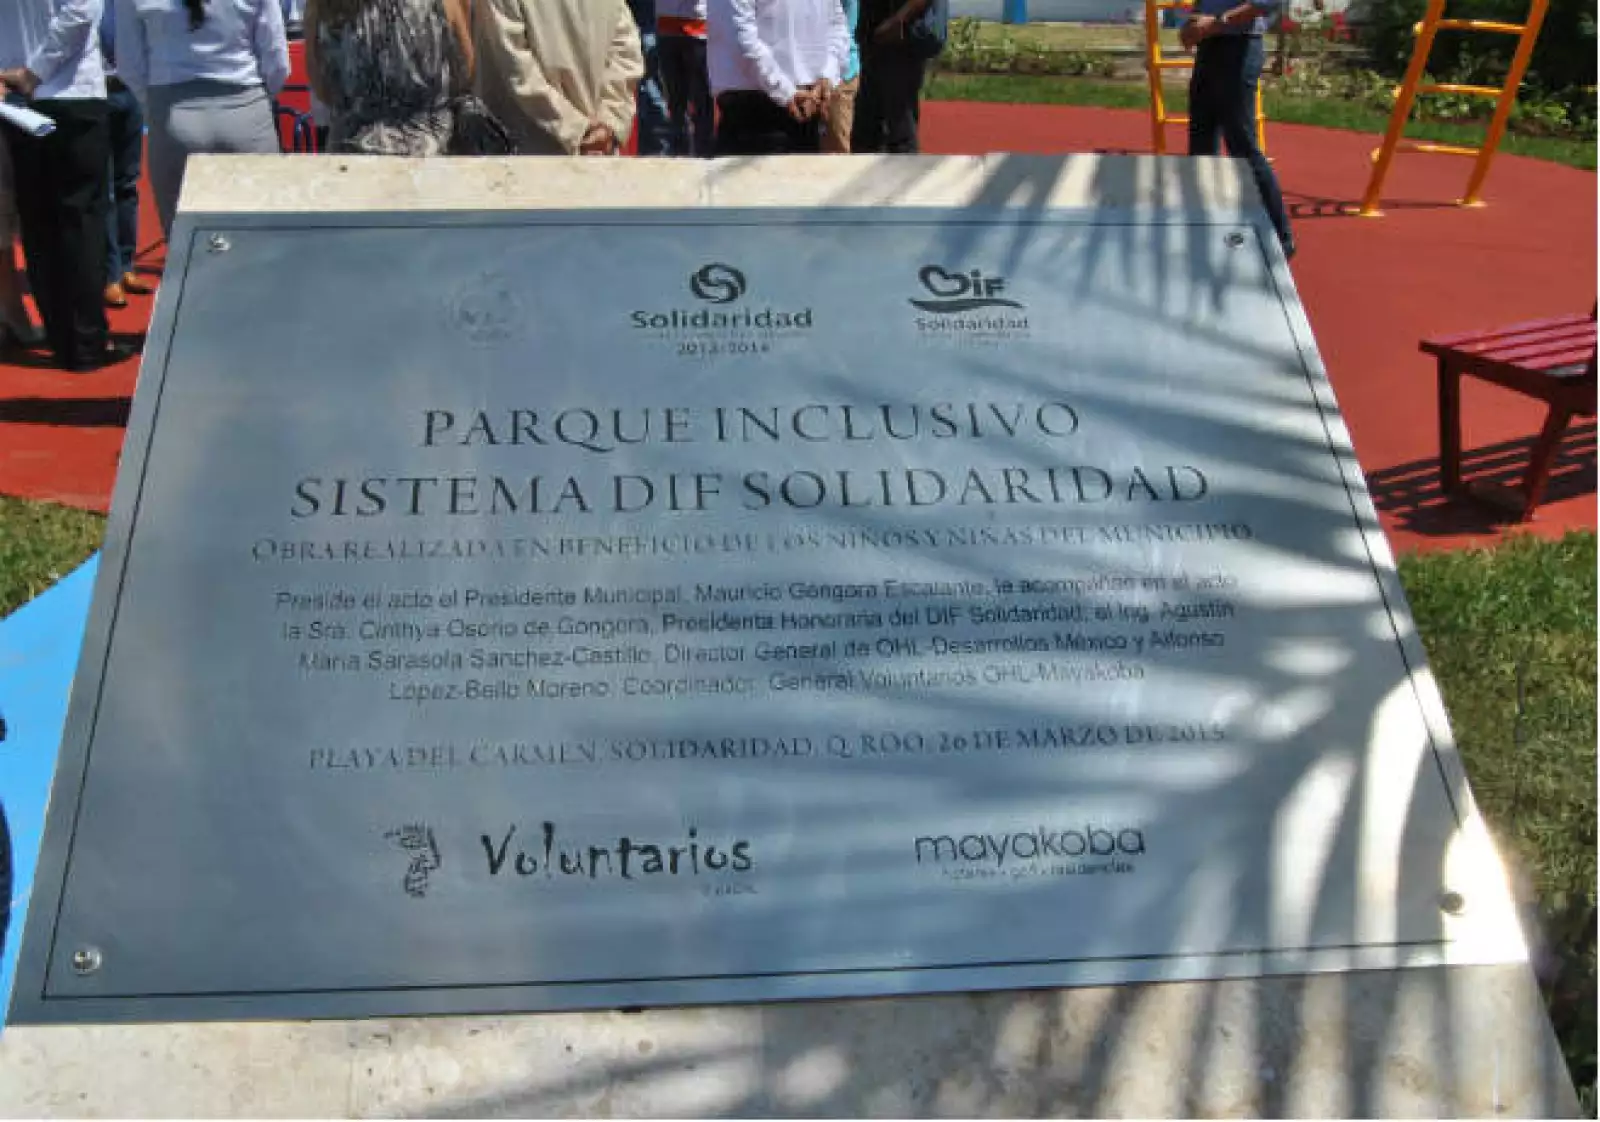 Solidaridad
2013-2016
DiF
Solidaridad
PARQUE INCLUSIVO
SISTEMA DIF SOLIDARIDAD
OBRA REALIZADA EN BENEFICIO DE LOS NIÑOS Y NIÑAS DEL MUNICIPIO
Preside el acto el Presidente Municipal, Mauricio Góngora Escalante, le acompañan en el acto
la Sra. Cinthya Osorio de Góngora, Presidenta Honoraria del DIF Solidaridad, el Ing. Agustín
María Sarasola Sánchez-Castillo, Director General de OHL-Desarrollos México y Alfonso
López-Bello Moreno, Coordinador General Voluntarios OHL-Mayakoba
PLAYA DEL CARMEN, SOLIDARIDAD, Q. ROO, 26 DE MARZO DE 2015
Voluntarios
mayakoba
golf • residencias